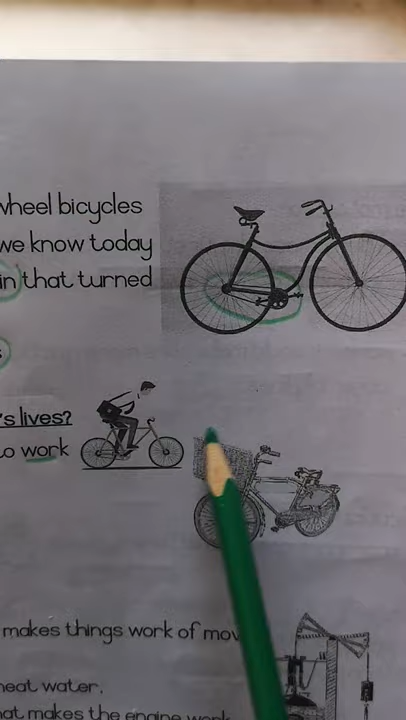 wheel bicycles
we know today
in that turned
s
's lives?
to work
makes things work of mov
heat water.
hat makes the engine work